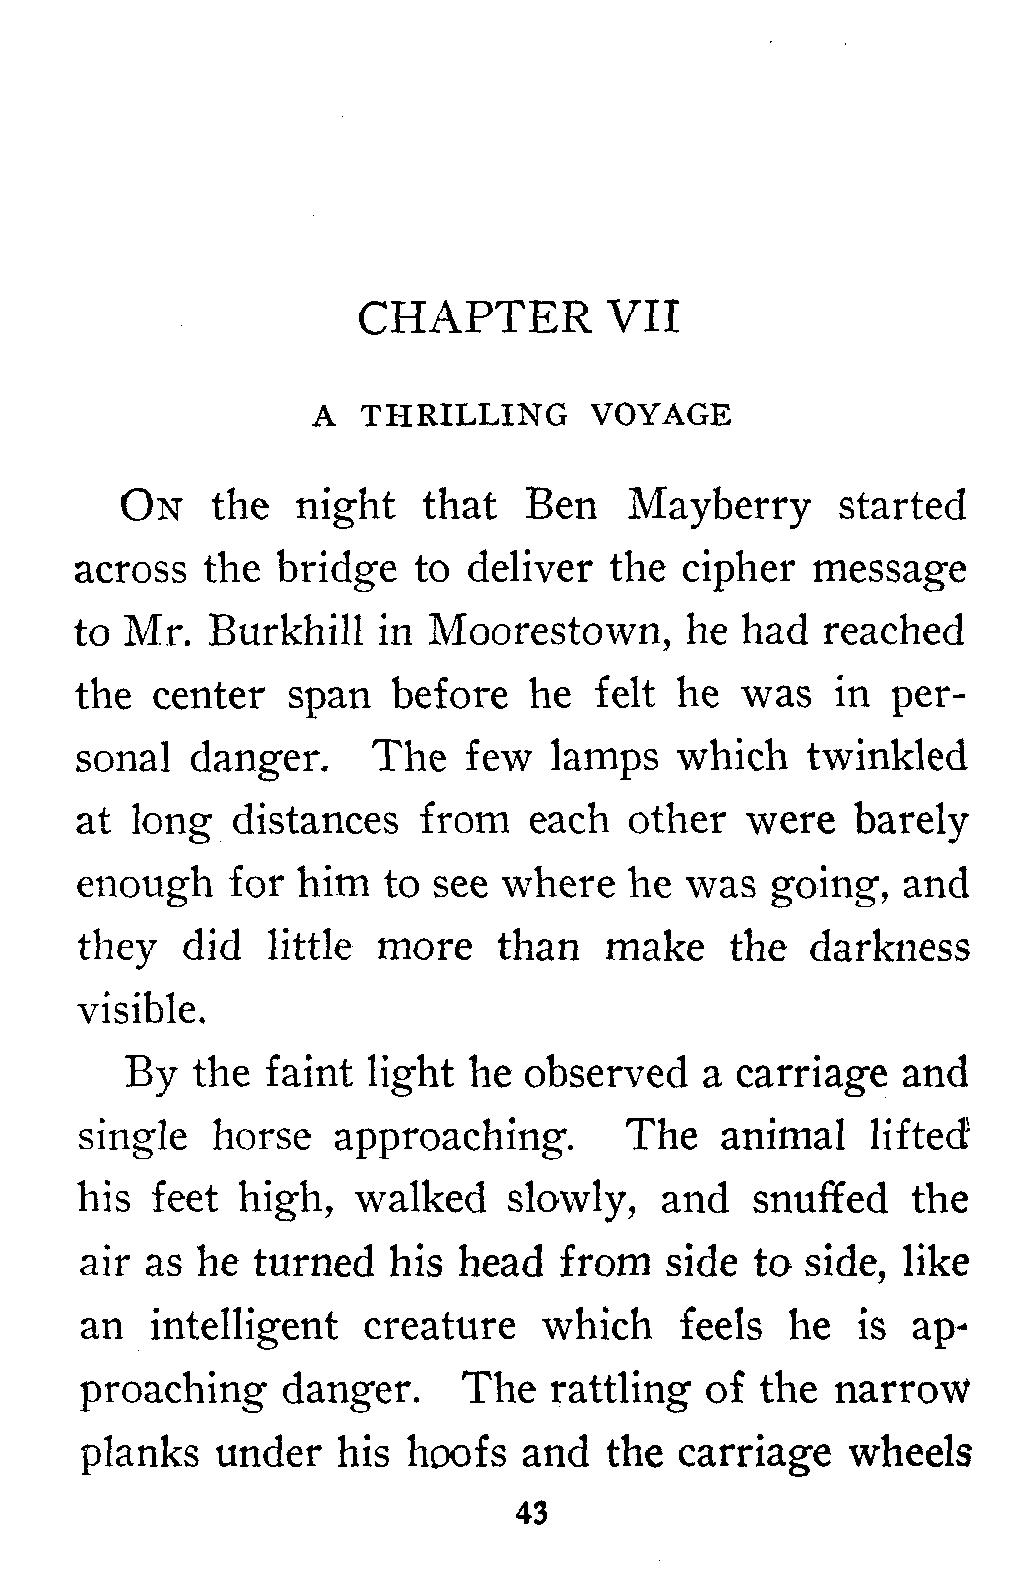 CHAPTER VII
A THRILLING VOYAGE
On the night that Ben Mayberry started
across the bridge to deliver the cipher message
to Mr. Burkhill in Moorestown, he had reached
the center span before he felt he was in per-
sonal danger. The few lamps which twinkled
at long distances from each other were barely
enough for him to see where he was going, and
they did little more than make the darkness
visible.
By the faint light he observed a carriage and
single horse approaching. The animal lifted
his feet high, walked slowly, and snuffed the
air as he turned his head from side to side, like
an intelligent creature which feels he is ap-
proaching danger. The rattling of the narrow
planks under his hoofs and the carriage wheels
43